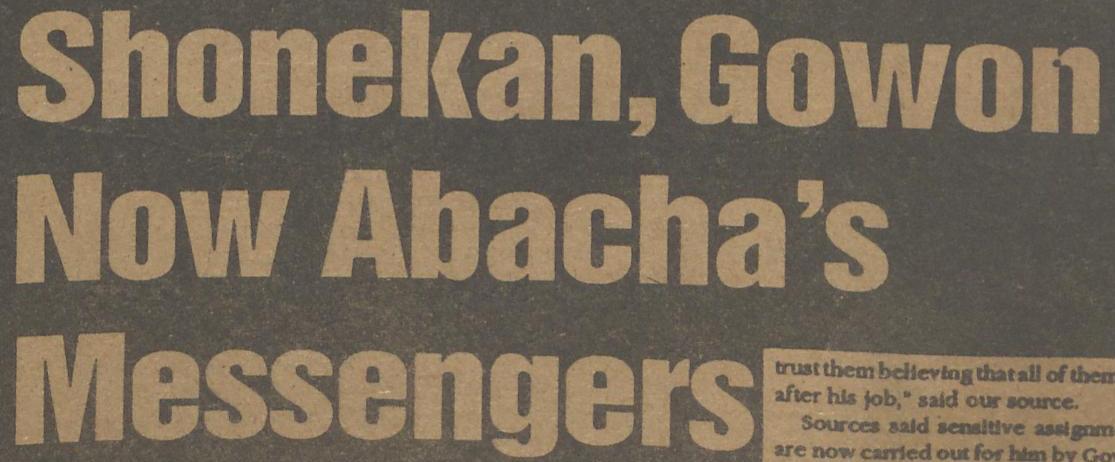 Shonekan, Gowon
Now Abacha's
Messengers
trust them believing that all of them
after his job," said our source.
Sources said sensitive assignm
are now carried out for him by Go